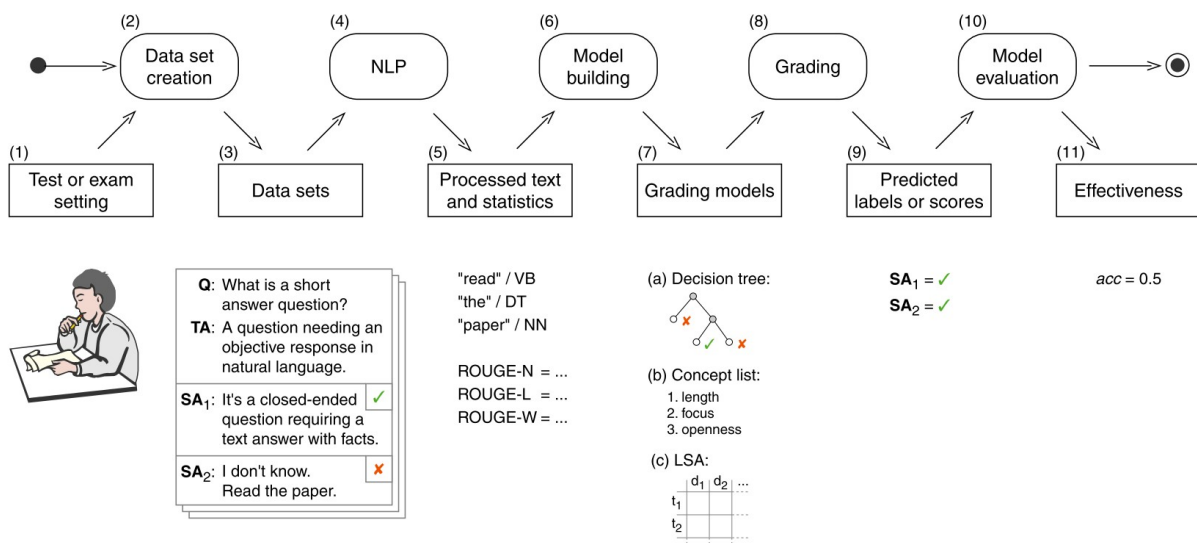 (2)
Data set
creation
(4)
NLP
(6)
Model
building
(8)
Grading
(10)
Model
evaluation
(1)
Test or exam
setting
(3)
Data sets
(5)
Processed text
and statistics
(7)
Grading models
(9)
Predicted
labels or scores
(11)
Effectiveness
Q: What is a short
answer question?
TA: A question needing an
objective response in
natural language.
SA1: It's a closed-ended ✓
question requiring a
text answer with facts.
SA2: I don't know. ✘
Read the paper.
"read" / VB
"the" / DT
"paper" / NN
ROUGE-N = ...
ROUGE-L = ...
ROUGE-W = ...
(a) Decision tree:
✘
✓ ✘
(b) Concept list:
1. length
2. focus
3. openness
(c) LSA:
d1 d2 ...
t1
t2
SA1 = ✓
SA2 = ✓
acc = 0.5